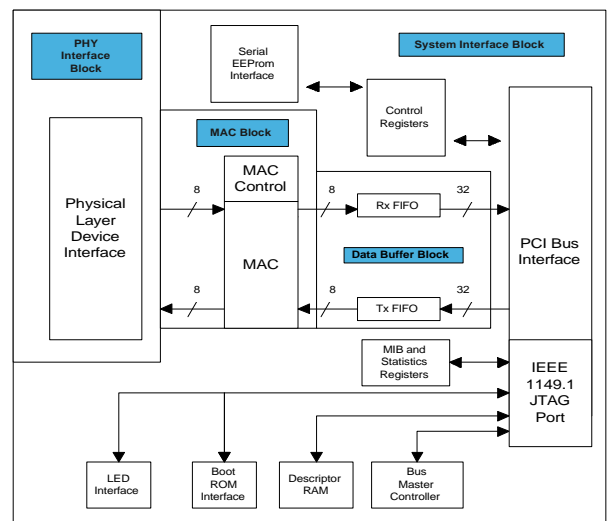 PHY
Interface
Block
Serial
EEProm
Interface
System Interface Block
Control
Registers
MAC Block
Physical
Layer
Device
Interface
8
MAC
Control
8
Rx FIFO
32
PCI Bus
Interface
MAC
Data Buffer Block
8
8
Tx FIFO
32
MIB and
Statistics
Registers
IEEE
1149.1
JTAG
Port
LED
Interface
Boot
ROM
Interface
Descriptor
RAM
Bus
Master
Controller